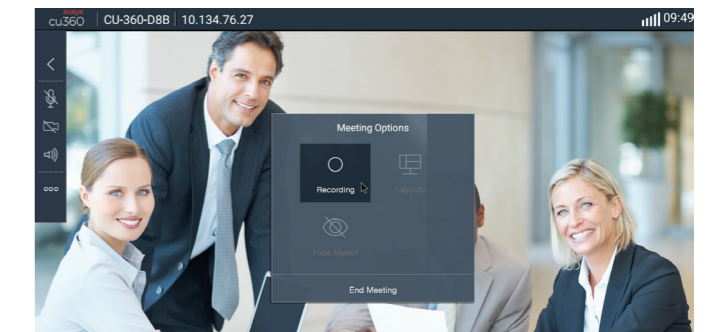 AVAYA
cu360 CU-360-D8B 10.134.76.27 09:49
Meeting Options
Recording Layouts
Hide Myself
End Meeting